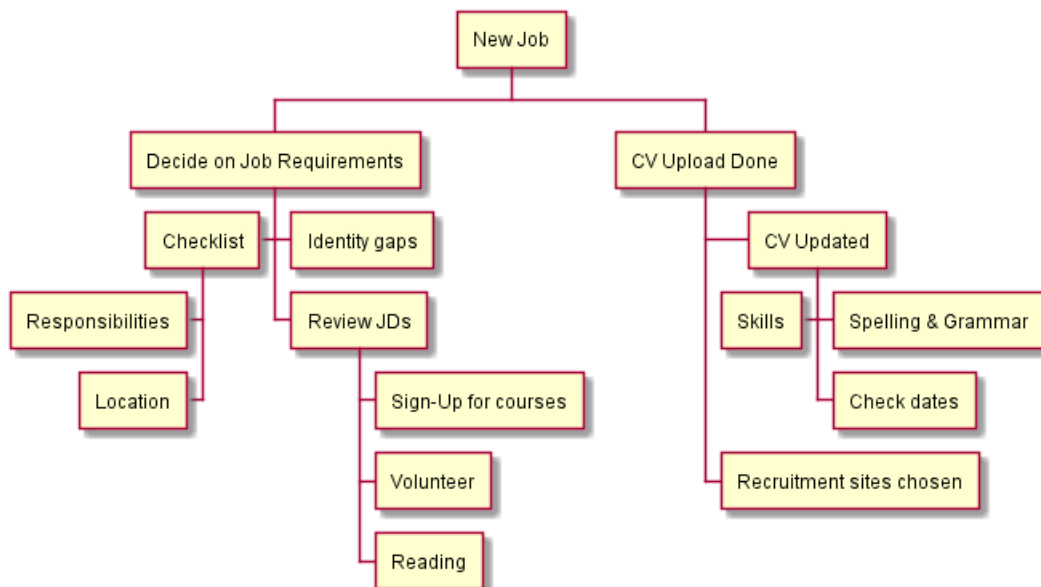 New Job
Decide on Job Requirements
CV Upload Done
Checklist
Identity gaps
CV Updated
Responsibilities
Review JDs
Skills
Spelling & Grammar
Location
Sign-Up for courses
Check dates
Volunteer
Recruitment sites chosen
Reading